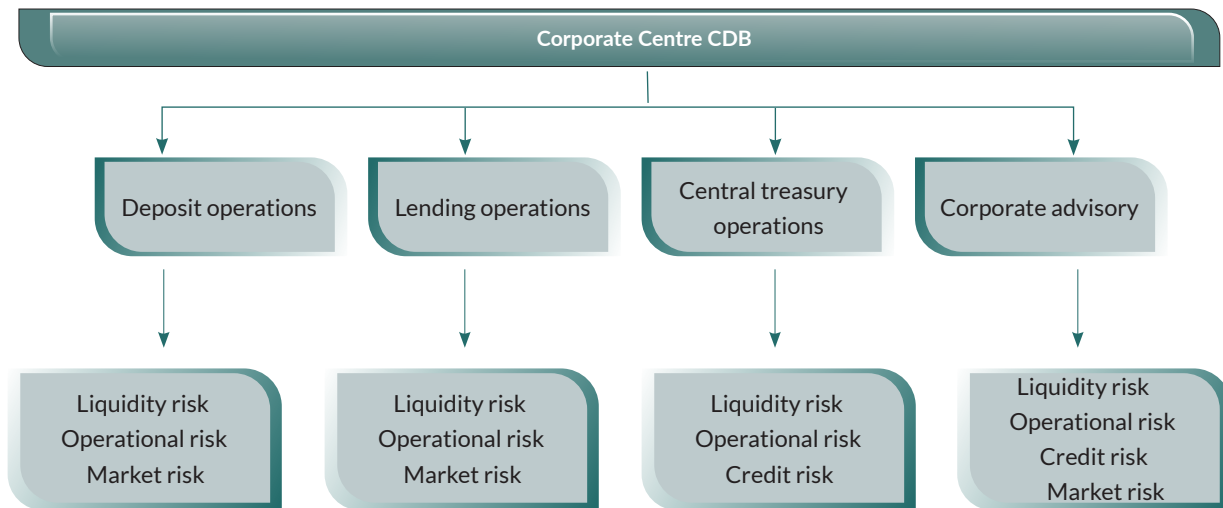 Corporate Centre CDB
Deposit operations
Lending operations
Central treasury
operations
Corporate advisory
Liquidity risk
Operational risk
Market risk
Liquidity risk
Operational risk
Market risk
Liquidity risk
Operational risk
Credit risk
Liquidity risk
Operational risk
Credit risk
Market risk